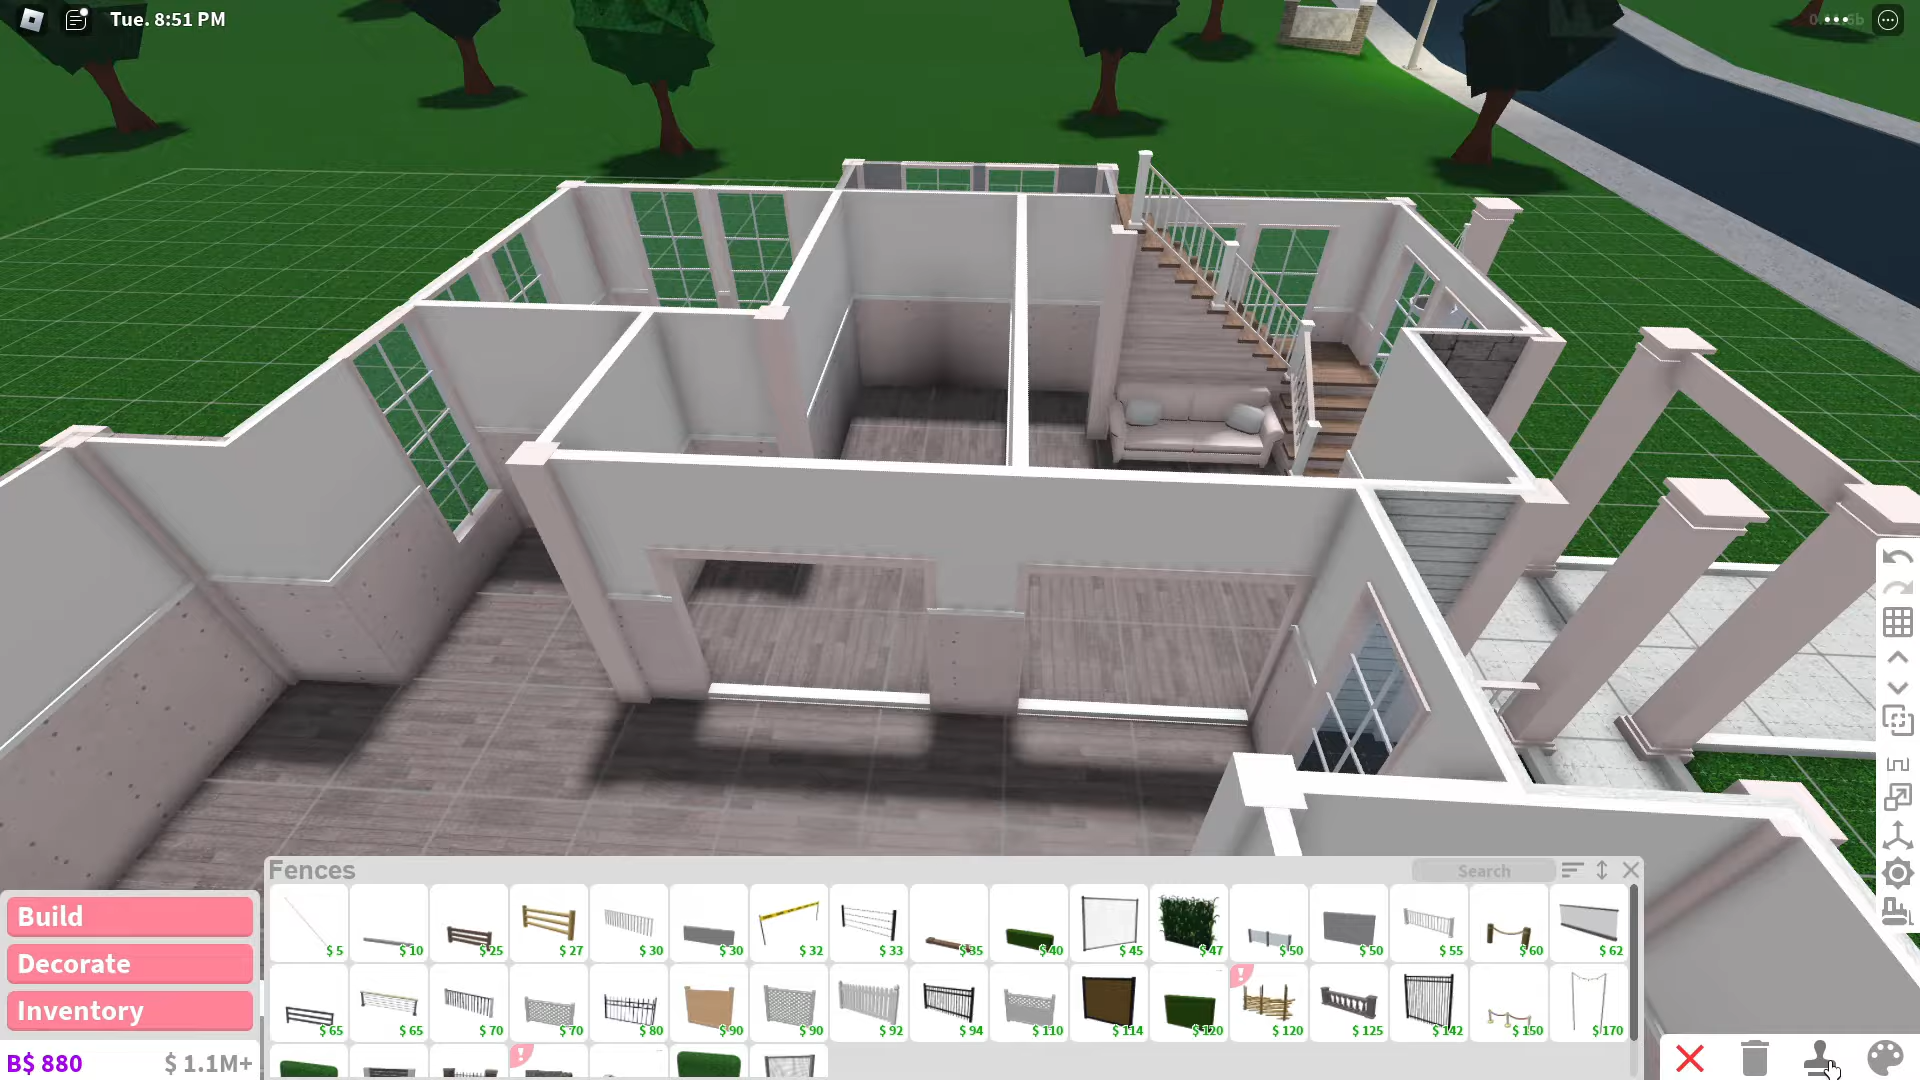 Tue. 8:51 PM
Fences
Search
$ 5 $ 10 $ 25 $ 27 $ 30 $ 30 $ 32 $ 33 $ 35 $ 40 $ 45 $ 47 $ 50 $ 50 $ 55 $ 60 $ 62
$ 65 $ 65 $ 70 $ 70 $ 80 $ 90 $ 90 $ 92 $ 94 $ 110 $ 114 $ 120 $ 120 $ 125 $ 142 $ 150 $ 170
Build
Decorate
Inventory
B$ 880 $ 1.1M+